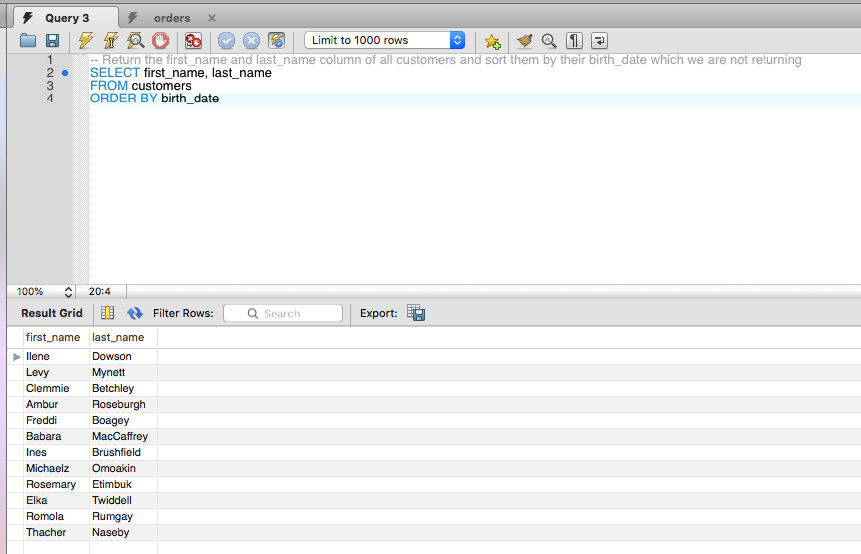 Query 3
orders
Limit to 1000 rows
1 -- Return the first_name and last_name column of all customers and sort them by their birth_date which we are not returning
2 SELECT first_name, last_name
3 FROM customers
4 ORDER BY birth_date
100% 20:4
Result Grid Filter Rows: Search Export:
first_name last_name
Ilene Dowson
Levy Mynett
Clemmie Betchley
Ambur Roseburgh
Freddi Boagey
Babara MacCaffrey
Ines Brushfield
Michaelz Omoakin
Rosemary Etimbuk
Elka Twiddell
Romola Rumgay
Thacher Naseby